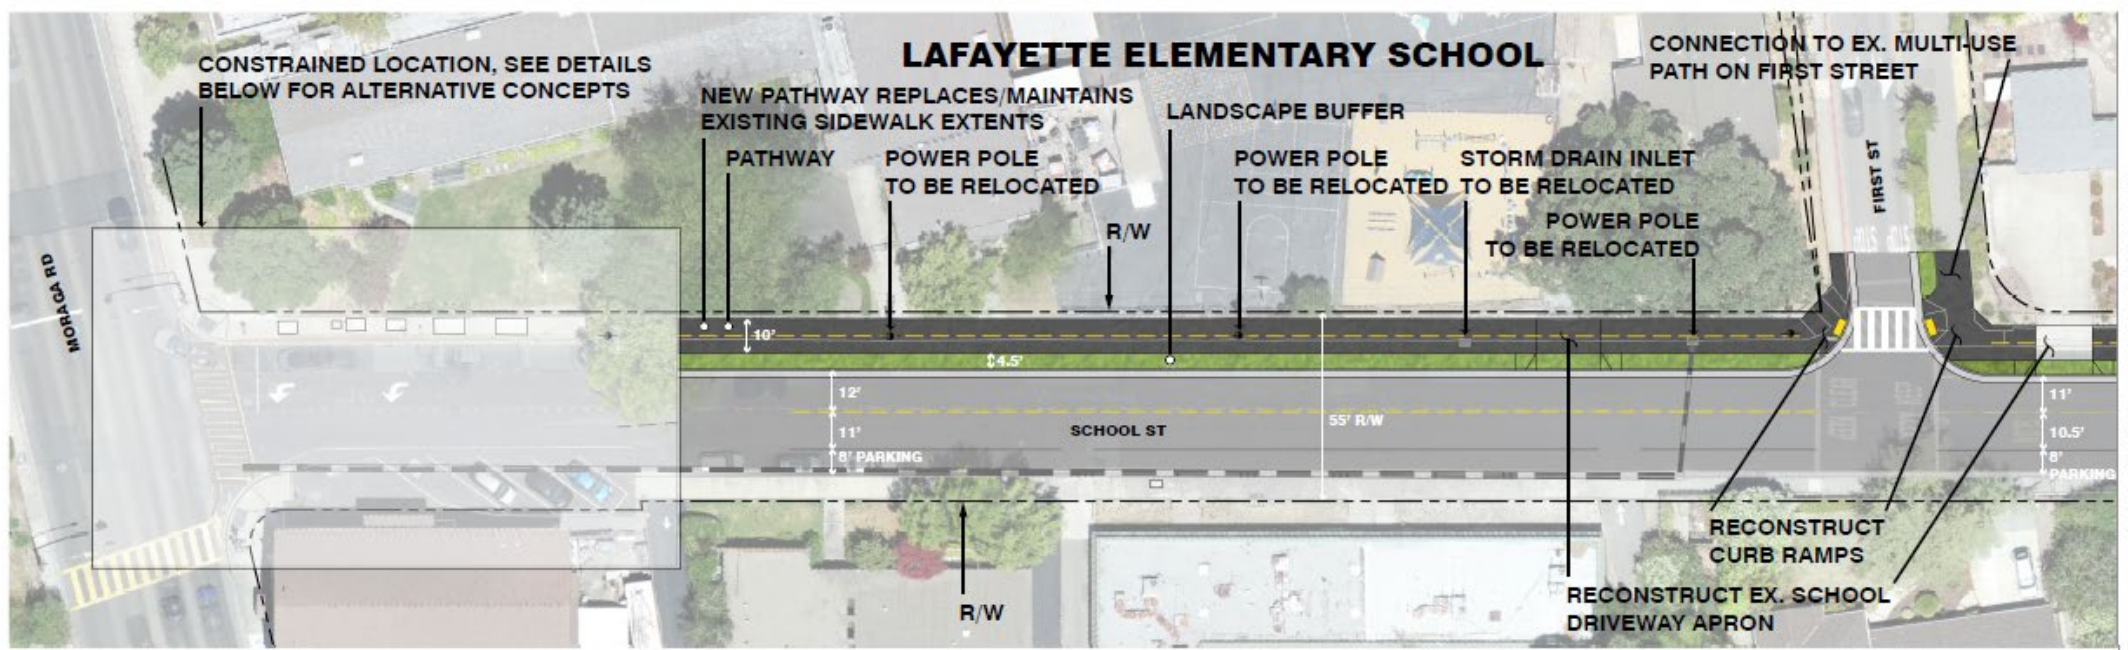 LAFAYETTE ELEMENTARY SCHOOL
CONSTRAINED LOCATION, SEE DETAILS
BELOW FOR ALTERNATIVE CONCEPTS
NEW PATHWAY REPLACES/MAINTAINS
EXISTING SIDEWALK EXTENTS
PATHWAY
POWER POLE
TO BE RELOCATED
R/W
LANDSCAPE BUFFER
POWER POLE
TO BE RELOCATED
STORM DRAIN INLET
TO BE RELOCATED
POWER POLE
TO BE RELOCATED
CONNECTION TO EX. MULTI-USE
PATH ON FIRST STREET
FIRST ST
STOP
STOP
MORAGA RD
10'
4.5'
12'
11'
8' PARKING
SCHOOL ST
55' R/W
11'
10.5'
8'
PARKING
R/W
RECONSTRUCT
CURB RAMPS
RECONSTRUCT EX. SCHOOL
DRIVEWAY APRON